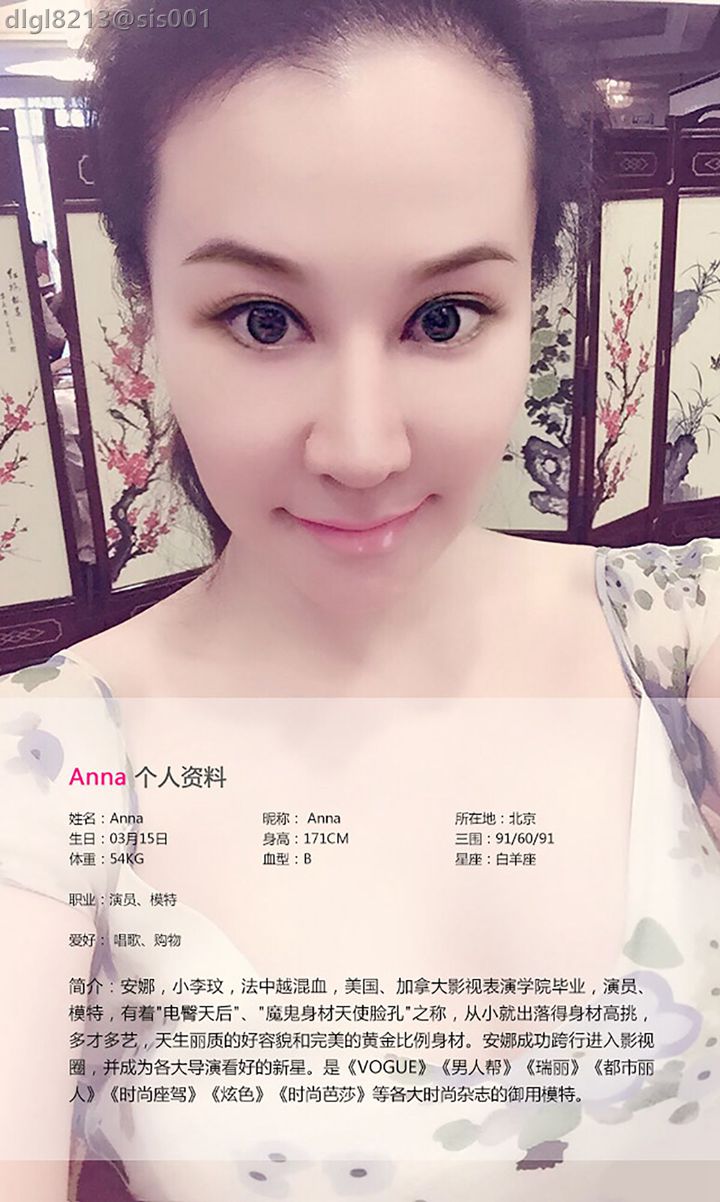 dlgl8213@sis001
Anna 个人资料
姓名：Anna 昵称： Anna 所在地：北京
生日：03月15日 身高：171CM 三围：91/60/91
体重：54KG 血型：B 星座：白羊座
职业：演员、模特
爱好： 唱歌、购物
简介：安娜，小李玟，法中越混血，美国、加拿大影视表演学院毕业，演员、
模特，有着"电臀天后"、"魔鬼身材天使脸孔"之称，从小就出落得身材高挑，
多才多艺，天生丽质的好容貌和完美的黄金比例身材。安娜成功跨行进入影视
圈，并成为各大导演看好的新星。是《VOGUE》《男人帮》《瑞丽》《都市丽
人》《时尚座驾》《炫色》《时尚芭莎》等各大时尚杂志的御用模特。